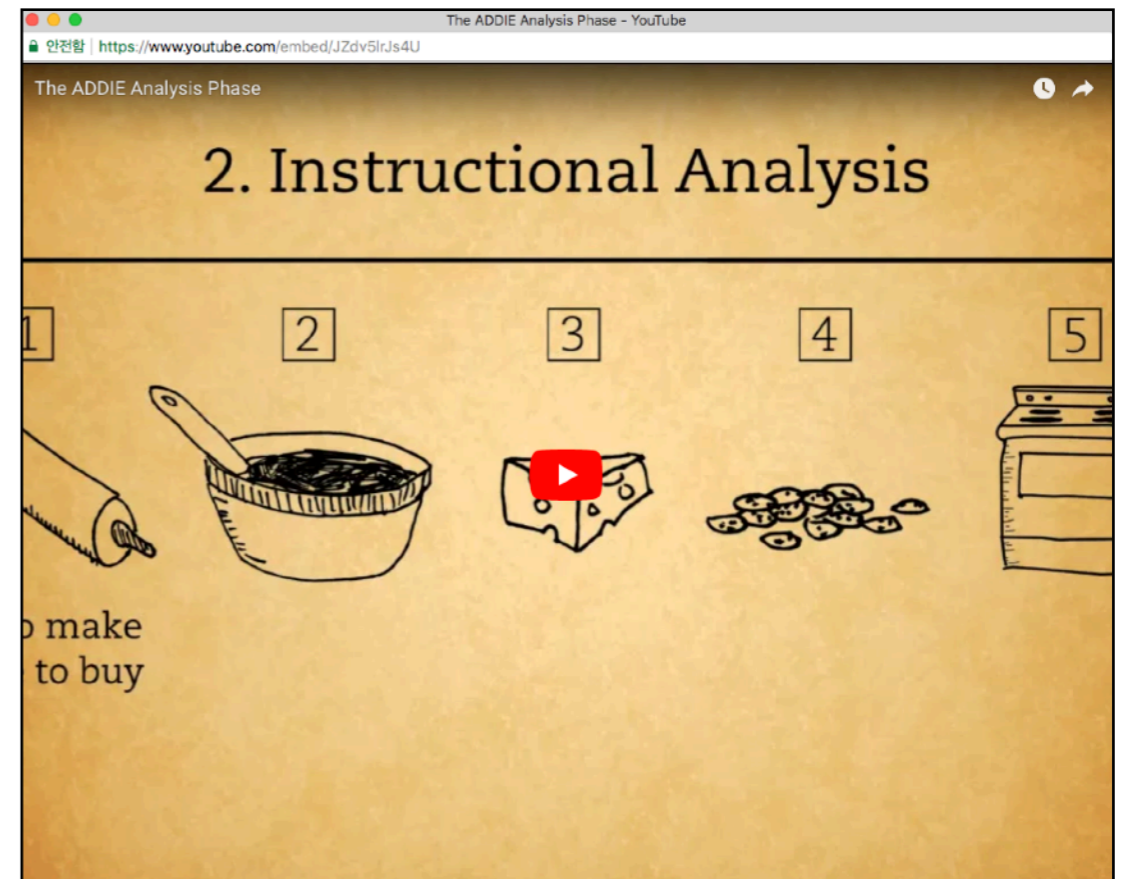 The ADDIE Analysis Phase - YouTube
안전함 | https://www.youtube.com/embed/JZdv5lrJs4U
The ADDIE Analysis Phase
2. Instructional Analysis
1 2 3 4 5
make
to buy